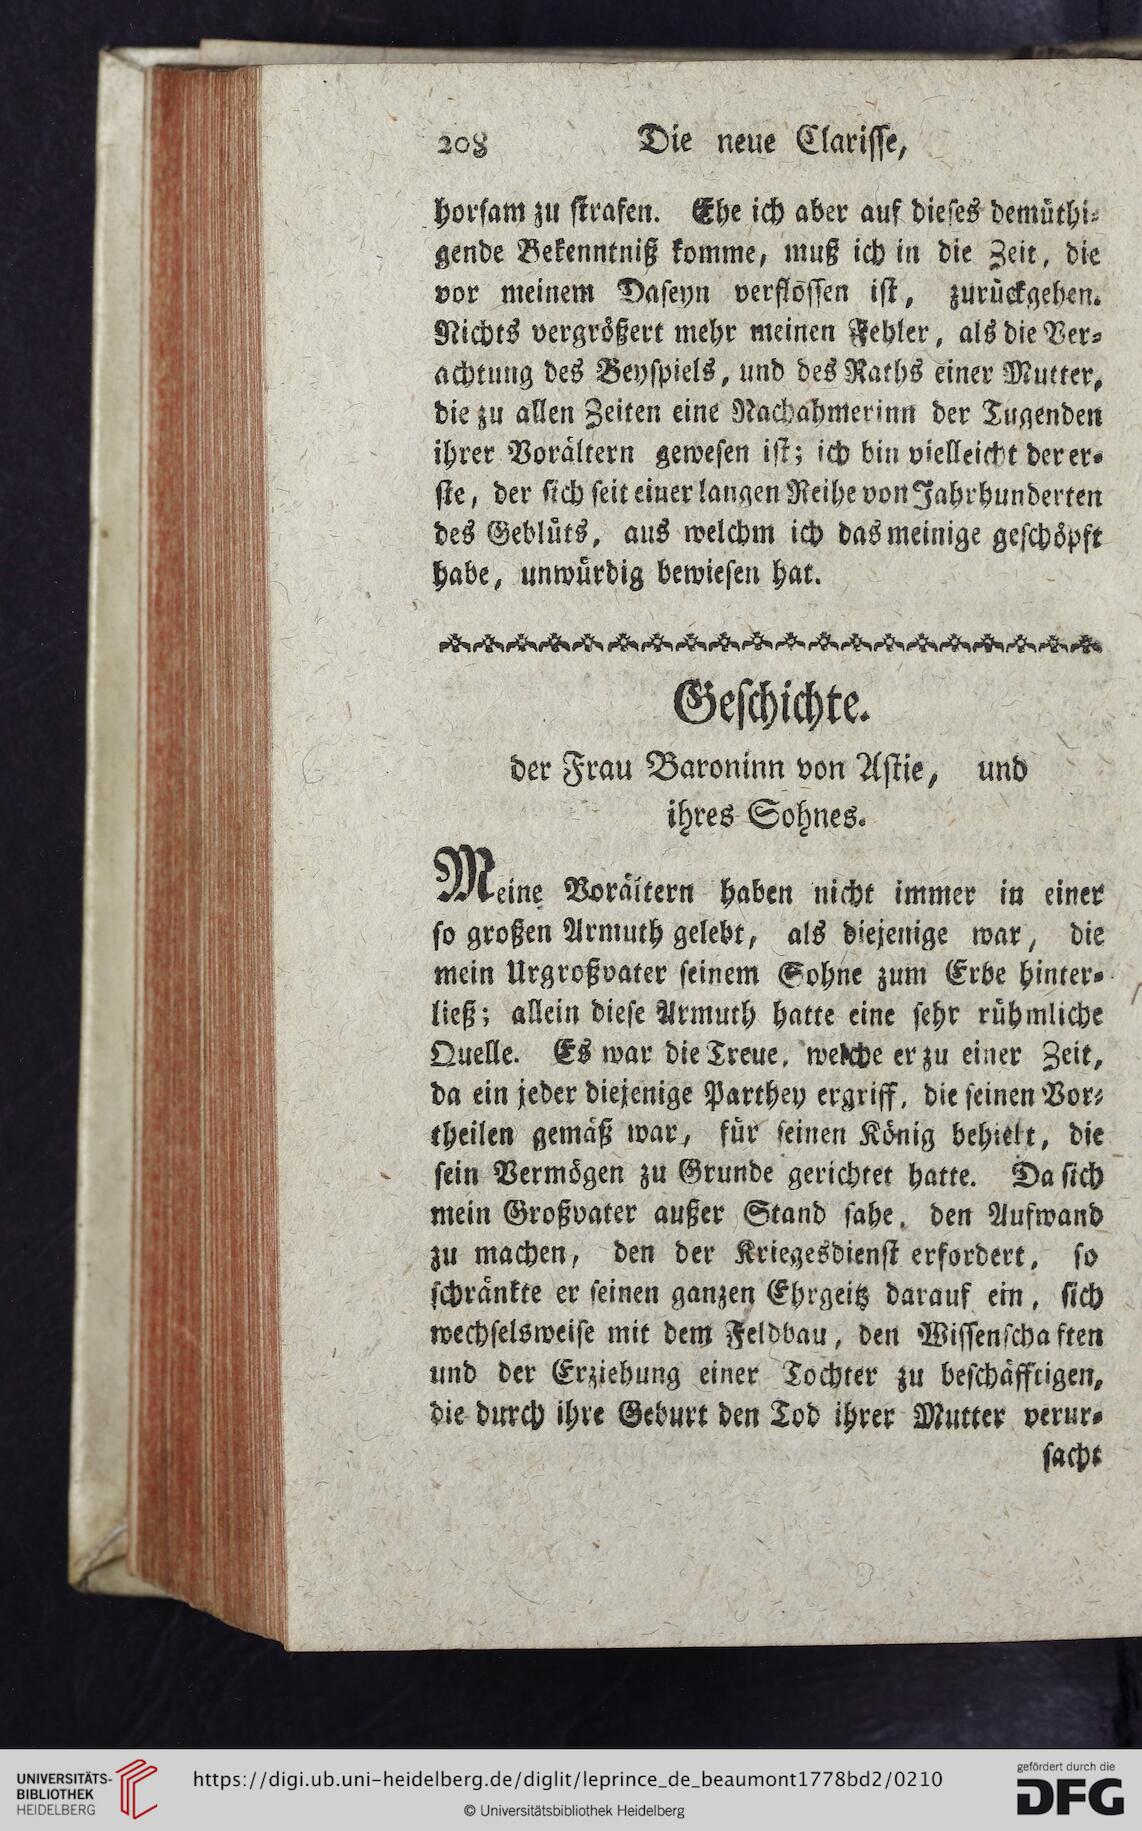 208 Die neue Clariſſe,
horſam zu ſtrafen. Ehe ich aber auf dieſes demüthi-
gende Bekenntniß komme, muß ich in die Zeit, die
vor meinem Daſeyn verfloſſen iſt, zurückgehen.
Nichts vergrößert mehr meinen Fehler, als die Ver-
achtung des Beyſpiels, und des Raths einer Mutter,
die zu allen Zeiten eine Nachahmerinn der Tugenden
ihrer Vorältern geweſen iſt; ich bin vielleicht der er-
ſte, der ſich ſeit einer langen Reihe von Jahrhunderten
des Geblüts, aus welchm ich das meinige geſchöpft
habe, unwürdig bewieſen hat.
Geſchichte.
der Frau Baroninn von Aſtie, und
ihres Sohnes.
Meine Vorältern haben nicht immer in einer
ſo großen Armuth gelebt, als diejenige war, die
mein Urgroßvater ſeinem Sohne zum Erbe hinter-
ließ; allein dieſe Armuth hatte eine ſehr rühmliche
Quelle. Es war die Treue, welche er zu einer Zeit,
da ein jeder diejenige Parthey ergriff, die ſeinen Vor-
theilen gemäß war, für ſeinen König behielt, die
ſein Vermögen zu Grunde gerichtet hatte. Da ſich
mein Großvater außer Stand ſahe, den Aufwand
zu machen, den der Kriegesdienſt erfordert, ſo
ſchränkte er ſeinen ganzen Ehrgeitz darauf ein, ſich
wechſelsweiſe mit dem Feldbau, den Wiſſenſchaften
und der Erziehung einer Tochter zu beſchäfftigen,
die durch ihre Geburt den Tod ihrer Mutter verur-
ſacht
UNIVERSITÄTS-
BIBLIOTHEK
HEIDELBERG
https://digi.ub.uni-heidelberg.de/diglit/leprince_de_beaumont1778bd2/0210
© Universitätsbibliothek Heidelberg
gefördert durch die
DFG